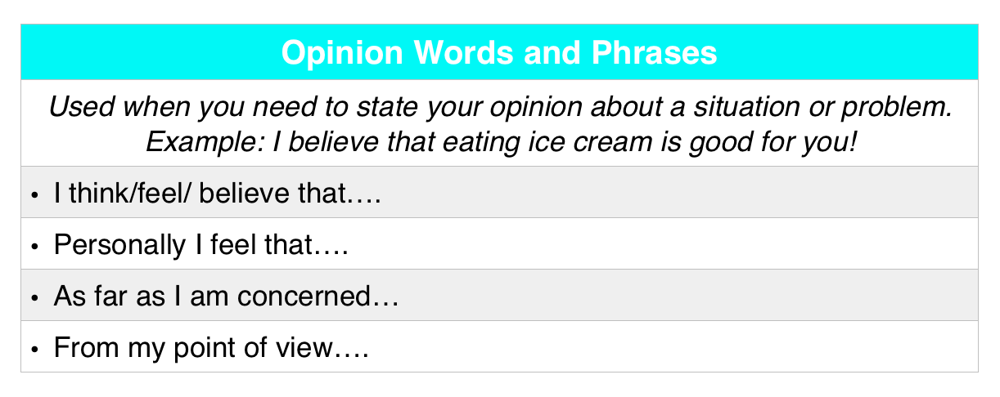 Opinion Words and Phrases
Used when you need to state your opinion about a situation or problem.
Example: I believe that eating ice cream is good for you!
• I think/feel/ believe that….
• Personally I feel that….
• As far as I am concerned…
• From my point of view….